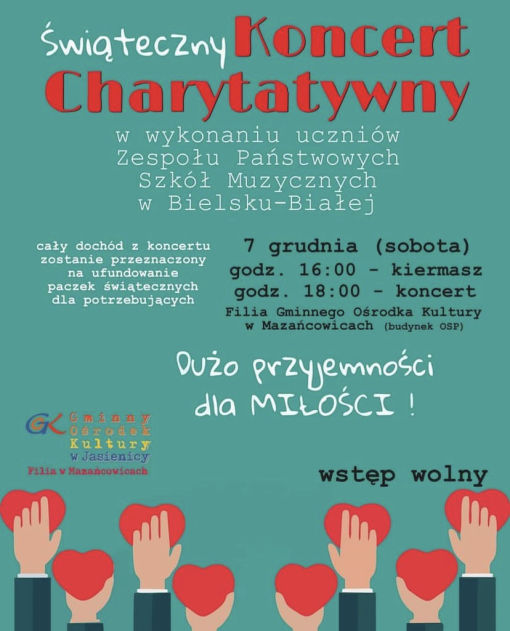 Świąteczny Koncert
Charytatywny
w wykonaniu uczniów
Zespołu Państwowych
Szkół Muzycznych
w Bielsku-Białej
cały dochód z koncertu
zostanie przeznaczony
na ufundowanie
paczek świątecznych
dla potrzebujących
7 grudnia (sobota)
godz. 16:00 - kiermasz
godz. 18:00 - koncert
Filia Gminnego Ośrodka Kultury
w Mazańcowicach (budynek OSP)
Dużo przyjemności
dla MIŁOŚCI !
GOK Gminny
Ośrodek
Kultury
w Jasienicy
Filia w Mazańcowicach
wstęp wolny